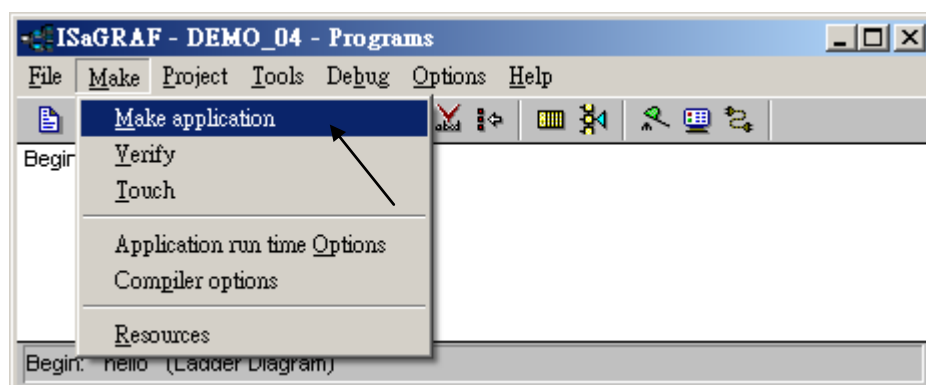 ISaGRAF - DEMO_04 - Programs
File Make Project Tools Debug Options Help
Make application
abcd
Begin
Verify
Touch
Application run time Options
Compiler options
Resources
Begin: hello (Ladder Diagram)